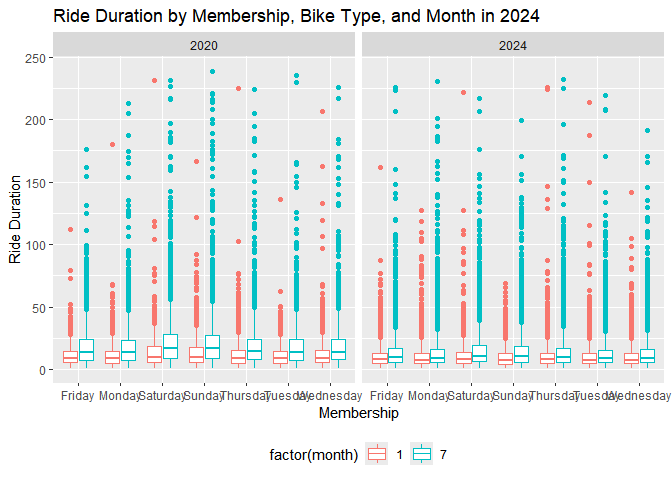 Ride Duration by Membership, Bike Type, and Month in 2024
2020 2024
250
200
150
100
50
0
Ride Duration
Friday Monday Saturday Sunday Thursday Tuesday Wednesday Friday Monday Saturday Sunday Thursday Tuesday Wednesday
Membership
factor(month) 1 7